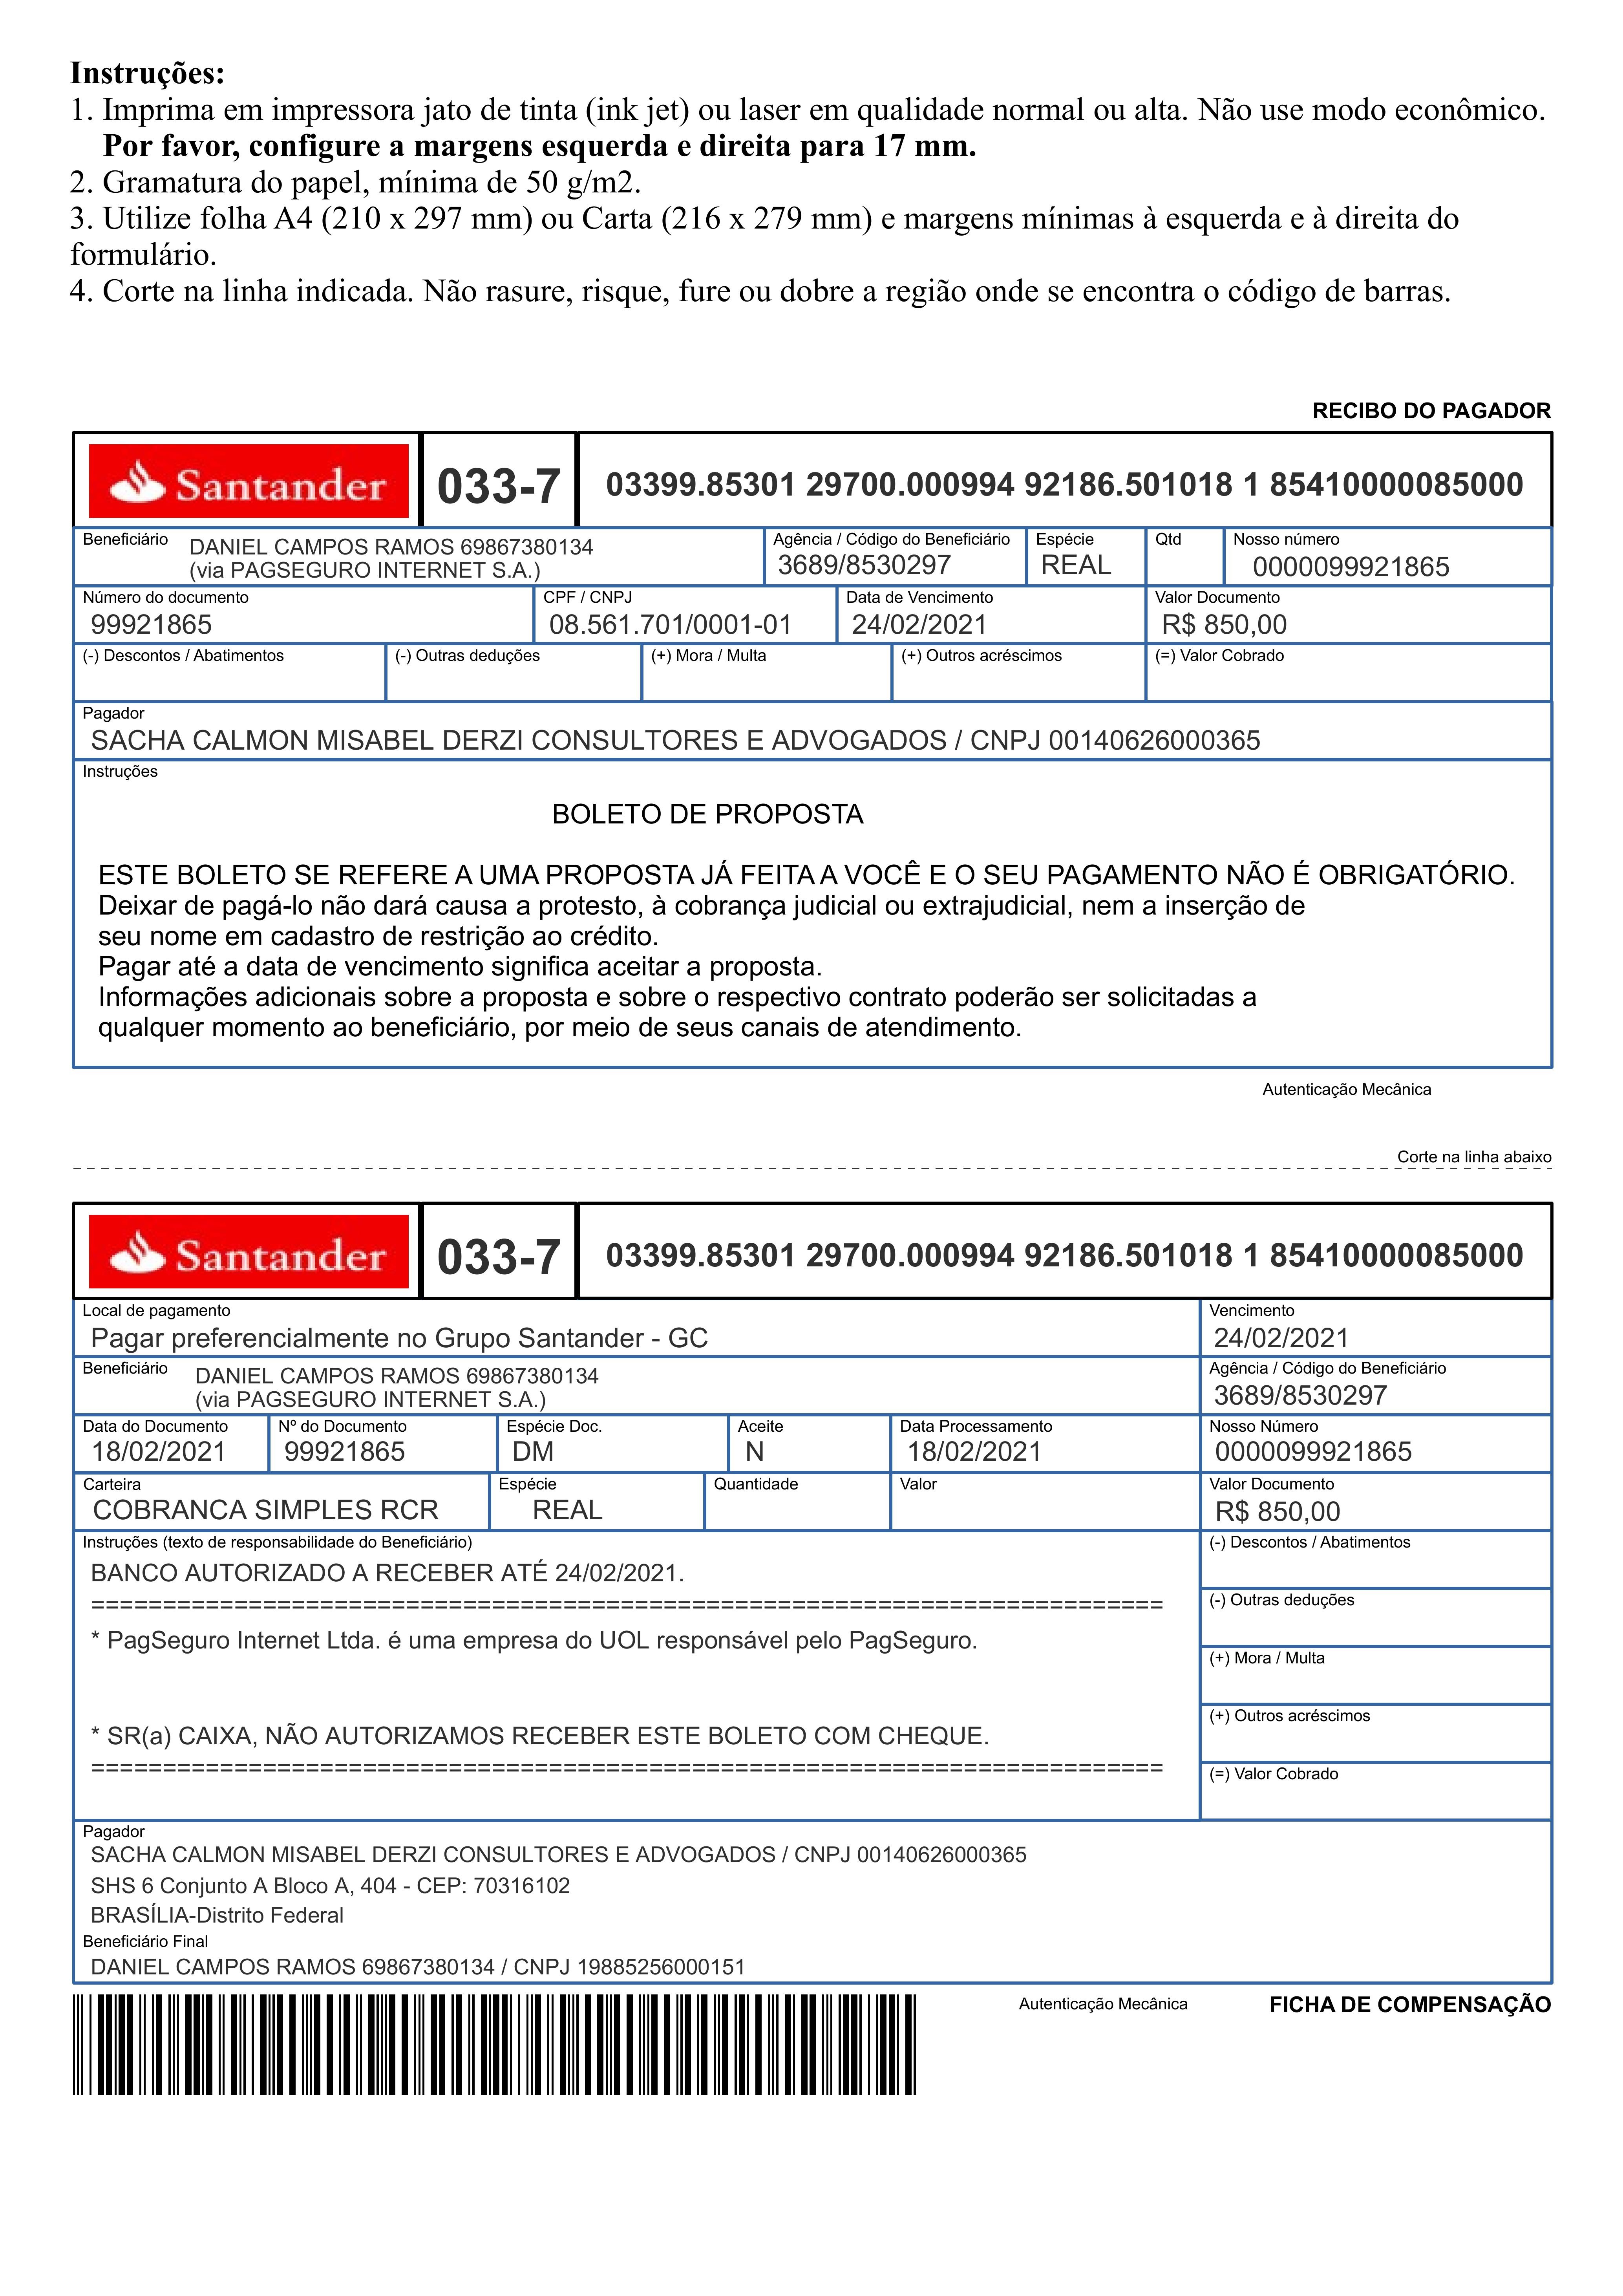 Instruções:
1. Imprima em impressora jato de tinta (ink jet) ou laser em qualidade normal ou alta. Não use modo econômico.
Por favor, configure a margens esquerda e direita para 17 mm.
2. Gramatura do papel, mínima de 50 g/m2.
3. Utilize folha A4 (210 x 297 mm) ou Carta (216 x 279 mm) e margens mínimas à esquerda e à direita do
formulário.
4. Corte na linha indicada. Não rasure, risque, fure ou dobre a região onde se encontra o código de barras.
RECIBO DO PAGADOR
Santander 033-7 03399.85301 29700.000994 92186.501018 1 85410000085000
Beneficiário DANIEL CAMPOS RAMOS 69867380134
(via PAGSEGURO INTERNET S.A.)
Agência / Código do Beneficiário Espécie Qtd Nosso número
3689/8530297 REAL 0000099921865
Número do documento CPF / CNPJ Data de Vencimento Valor Documento
99921865 08.561.701/0001-01 24/02/2021 R$ 850,00
(-) Descontos / Abatimentos (-) Outras deduções (+) Mora / Multa (+) Outros acréscimos (=) Valor Cobrado
Pagador
SACHA CALMON MISABEL DERZI CONSULTORES E ADVOGADOS / CNPJ 00140626000365
Instruções
BOLETO DE PROPOSTA
ESTE BOLETO SE REFERE A UMA PROPOSTA JÁ FEITA A VOCÊ E O SEU PAGAMENTO NÃO É OBRIGATÓRIO.
Deixar de pagá-lo não dará causa a protesto, à cobrança judicial ou extrajudicial, nem a inserção de
seu nome em cadastro de restrição ao crédito.
Pagar até a data de vencimento significa aceitar a proposta.
Informações adicionais sobre a proposta e sobre o respectivo contrato poderão ser solicitadas a
qualquer momento ao beneficiário, por meio de seus canais de atendimento.
Autenticação Mecânica
Corte na linha abaixo
Santander 033-7 03399.85301 29700.000994 92186.501018 1 85410000085000
Local de pagamento Vencimento
Pagar preferencialmente no Grupo Santander - GC 24/02/2021
Beneficiário DANIEL CAMPOS RAMOS 69867380134
(via PAGSEGURO INTERNET S.A.)
Agência / Código do Beneficiário
3689/8530297
Data do Documento Nº do Documento Espécie Doc. Aceite Data Processamento Nosso Número
18/02/2021 99921865 DM N 18/02/2021 0000099921865
Carteira Espécie Quantidade Valor Valor Documento
COBRANCA SIMPLES RCR REAL R$ 850,00
Instruções (texto de responsabilidade do Beneficiário)
BANCO AUTORIZADO A RECEBER ATÉ 24/02/2021.
===========================================================================
* PagSeguro Internet Ltda. é uma empresa do UOL responsável pelo PagSeguro.
* SR(a) CAIXA, NÃO AUTORIZAMOS RECEBER ESTE BOLETO COM CHEQUE.
===========================================================================
(-) Descontos / Abatimentos
(-) Outras deduções
(+) Mora / Multa
(+) Outros acréscimos
(=) Valor Cobrado
Pagador
SACHA CALMON MISABEL DERZI CONSULTORES E ADVOGADOS / CNPJ 00140626000365
SHS 6 Conjunto A Bloco A, 404 - CEP: 70316102
BRASÍLIA-Distrito Federal
Beneficiário Final
DANIEL CAMPOS RAMOS 69867380134 / CNPJ 19885256000151
Autenticação Mecânica FICHA DE COMPENSAÇÃO